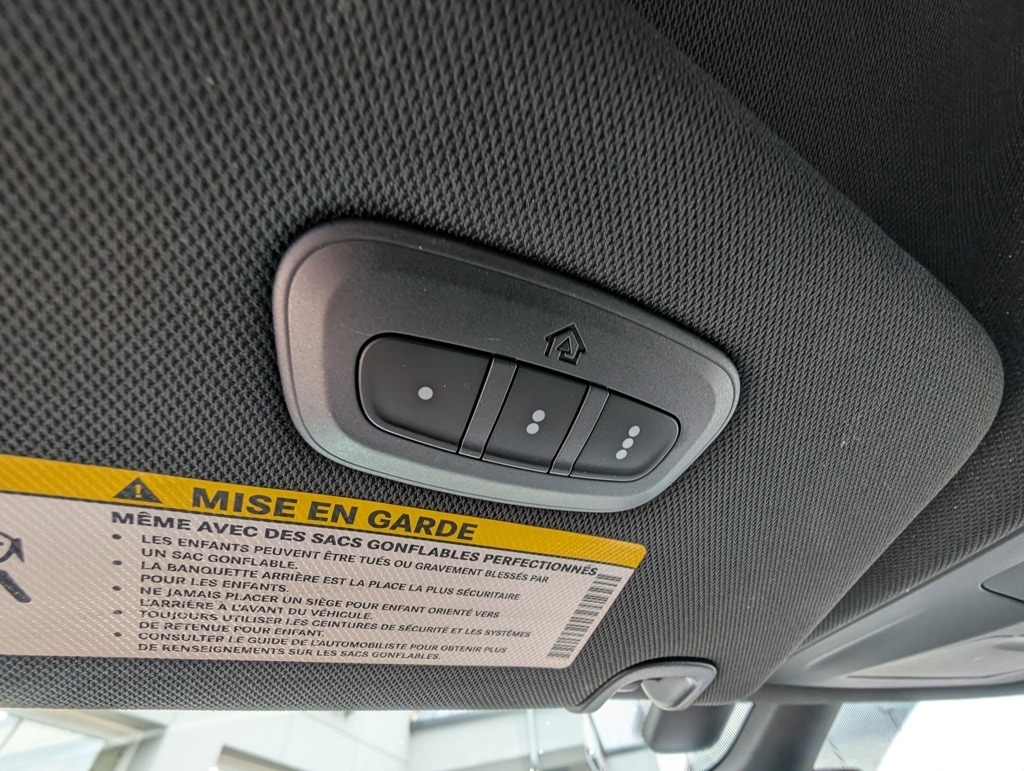 MISE EN GARDE
MÊME AVEC DES SACS GONFLABLES PERFECTIONNÉS
• LES ENFANTS PEUVENT ÊTRE TUÉS OU GRAVEMENT BLESSÉS PAR
UN SAC GONFLABLE.
• LA BANQUETTE ARRIÈRE EST LA PLACE LA PLUS SÉCURITAIRE
POUR LES ENFANTS.
• NE JAMAIS PLACER UN SIÈGE POUR ENFANT ORIENTÉ VERS
L'ARRIÈRE À L'AVANT DU VÉHICULE.
• TOUJOURS UTILISER LES CEINTURES DE SÉCURITÉ ET LES SYSTÈMES
DE RETENUE POUR ENFANT.
• CONSULTER LE GUIDE DE L'AUTOMOBILISTE POUR OBTENIR PLUS
DE RENSEIGNEMENTS SUR LES SACS GONFLABLES.